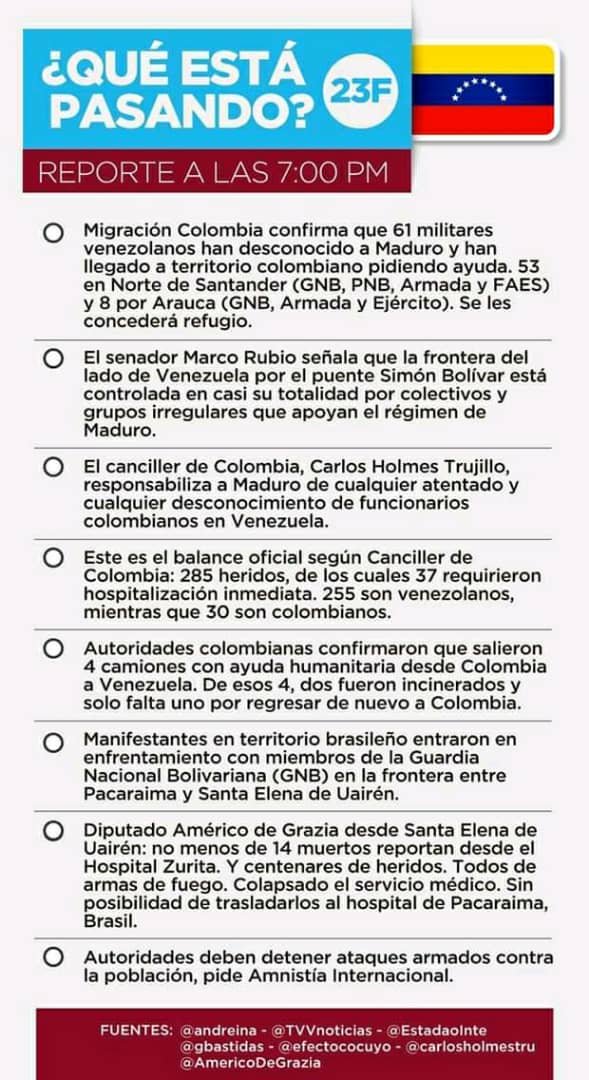 ¿QUÉ ESTÁ
PASANDO?
23F
REPORTE A LAS 7:00 PM
Migración Colombia confirma que 61 militares
venezolanos han desconocido a Maduro y han
llegado a territorio colombiano pidiendo ayuda. 53
en Norte de Santander (GNB, PNB, Armada y FAES)
y 8 por Arauca (GNB, Armada y Ejército). Se les
concederá refugio.
El senador Marco Rubio señala que la frontera del
lado de Venezuela por el puente Simón Bolívar está
controlada en casi su totalidad por colectivos y
grupos irregulares que apoyan el régimen de
Maduro.
El canciller de Colombia, Carlos Holmes Trujillo,
responsabiliza a Maduro de cualquier atentado y
cualquier desconocimiento de funcionarios
colombianos en Venezuela.
Este es el balance oficial según Canciller de
Colombia: 285 heridos, de los cuales 37 requirieron
hospitalización inmediata. 255 son venezolanos,
mientras que 30 son colombianos.
Autoridades colombianas confirmaron que salieron
4 camiones con ayuda humanitaria desde Colombia
a Venezuela. De esos 4, dos fueron incinerados y
solo falta uno por regresar de nuevo a Colombia.
Manifestantes en territorio brasileño entraron en
enfrentamiento con miembros de la Guardia
Nacional Bolivariana (GNB) en la frontera entre
Pacaraima y Santa Elena de Uairén.
Diputado Américo de Grazia desde Santa Elena de
Uairén: no menos de 14 muertos reportan desde el
Hospital Zurita. Y centenares de heridos. Todos de
armas de fuego. Colapsado el servicio médico. Sin
posibilidad de trasladarlos al hospital de Pacaraima,
Brasil.
Autoridades deben detener ataques armados contra
la población, pide Amnistía Internacional.
FUENTES: @andreina - @TVVnoticias - @EstadaoInte
@gbastidas - @efectococuyo - @carlosholmestru
@AmericoDeGrazia